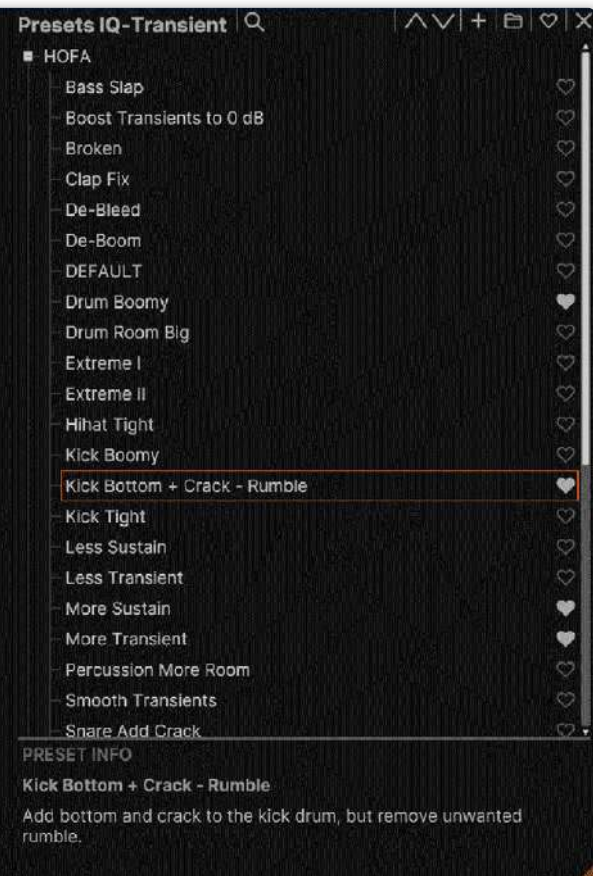 Presets IQ-Transient
HOFA
Bass Slap
Boost Transients to 0 dB
Broken
Clap Fix
De-Bleed
De-Boom
DEFAULT
Drum Boomy
Drum Room Big
Extreme I
Extreme II
Hihat Tight
Kick Boomy
Kick Bottom + Crack - Rumble
Kick Tight
Less Sustain
Less Transient
More Sustain
More Transient
Percussion More Room
Smooth Transients
Snare Add Crack
PRESET INFO
Kick Bottom + Crack - Rumble
Add bottom and crack to the kick drum, but remove unwanted
rumble.